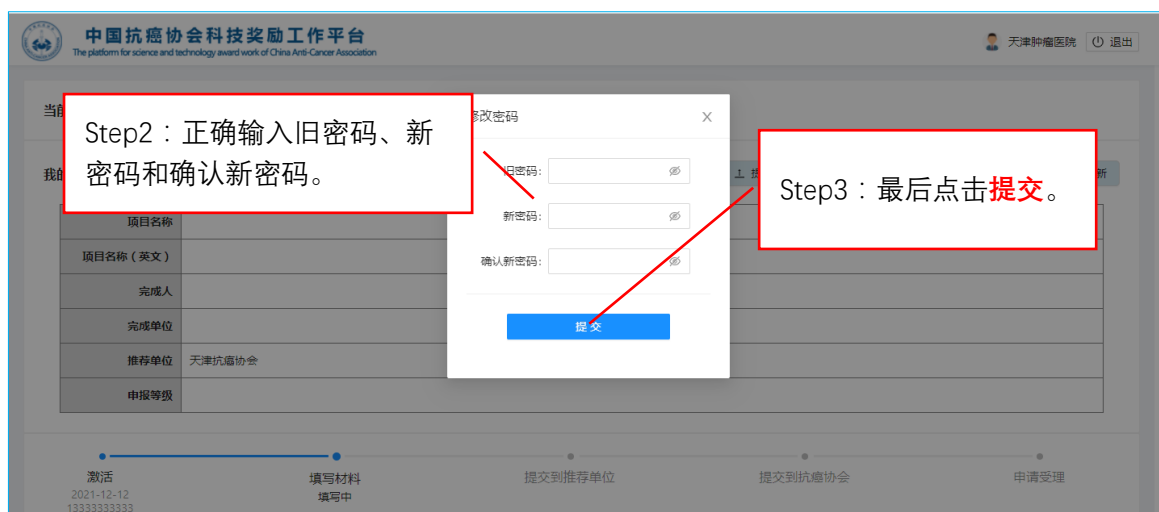 中国抗癌协会科技奖励工作平台
The platform for science and technology award work of China Anti-Cancer Association
天津肿瘤医院
退出
Step2：正确输入旧密码、新
密码和确认新密码。
修改密码
旧密码:
新密码:
确认新密码:
提 交
Step3：最后点击提交。
项目名称
项目名称（英文）
完成人
完成单位
推荐单位 天津抗癌协会
申报等级
激活
2021-12-12
13333333333
填写材料
填写中
提交到推荐单位
提交到抗癌协会
申请受理